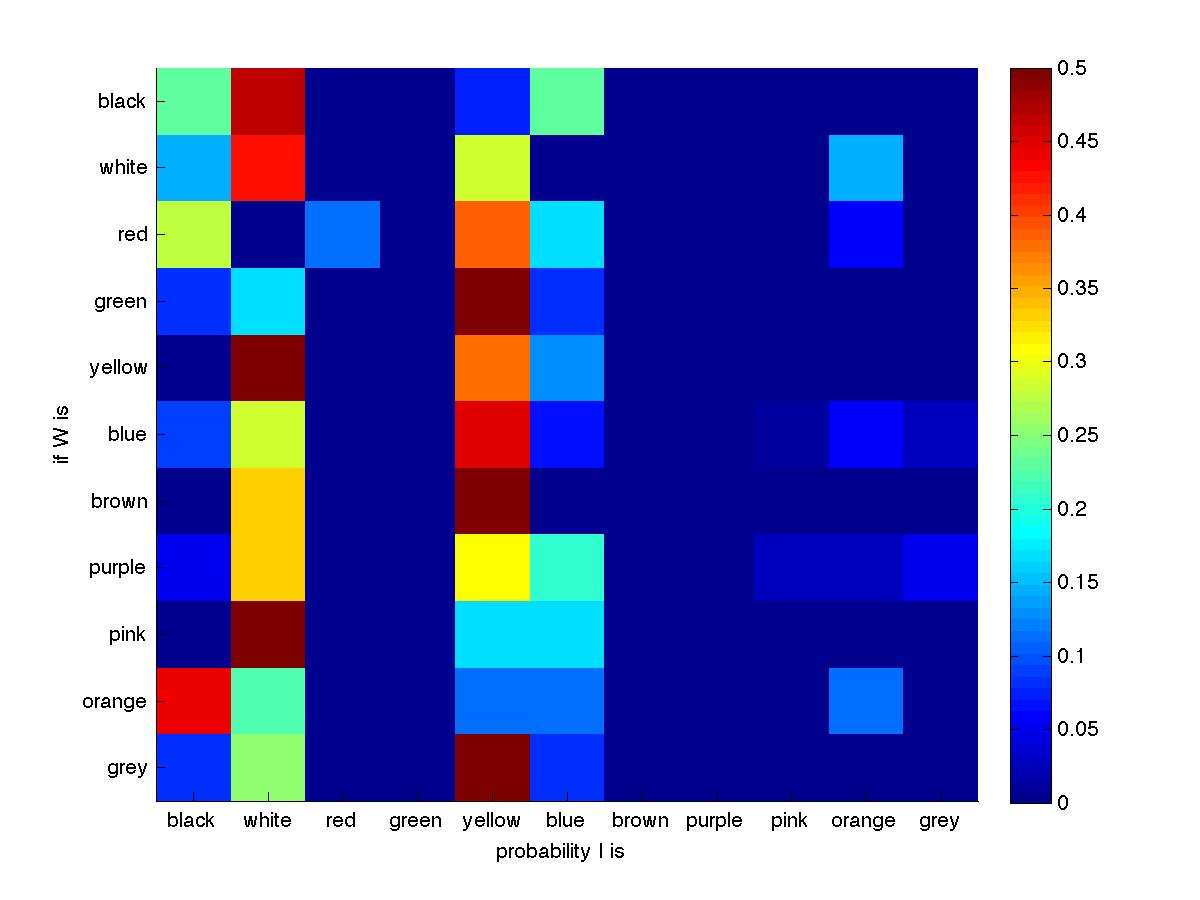 black
white
red
green
yellow
blue
brown
purple
pink
orange
grey
if W is
black white red green yellow blue brown purple pink orange grey
probability I is
0.5
0.45
0.4
0.35
0.3
0.25
0.2
0.15
0.1
0.05
0